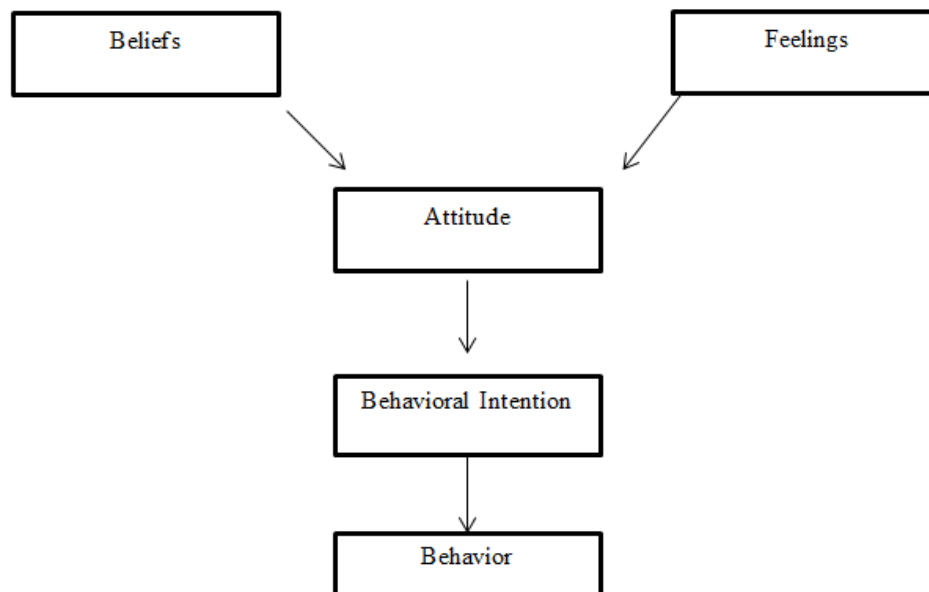 Beliefs
Feelings
Attitude
Behavioral Intention
Behavior